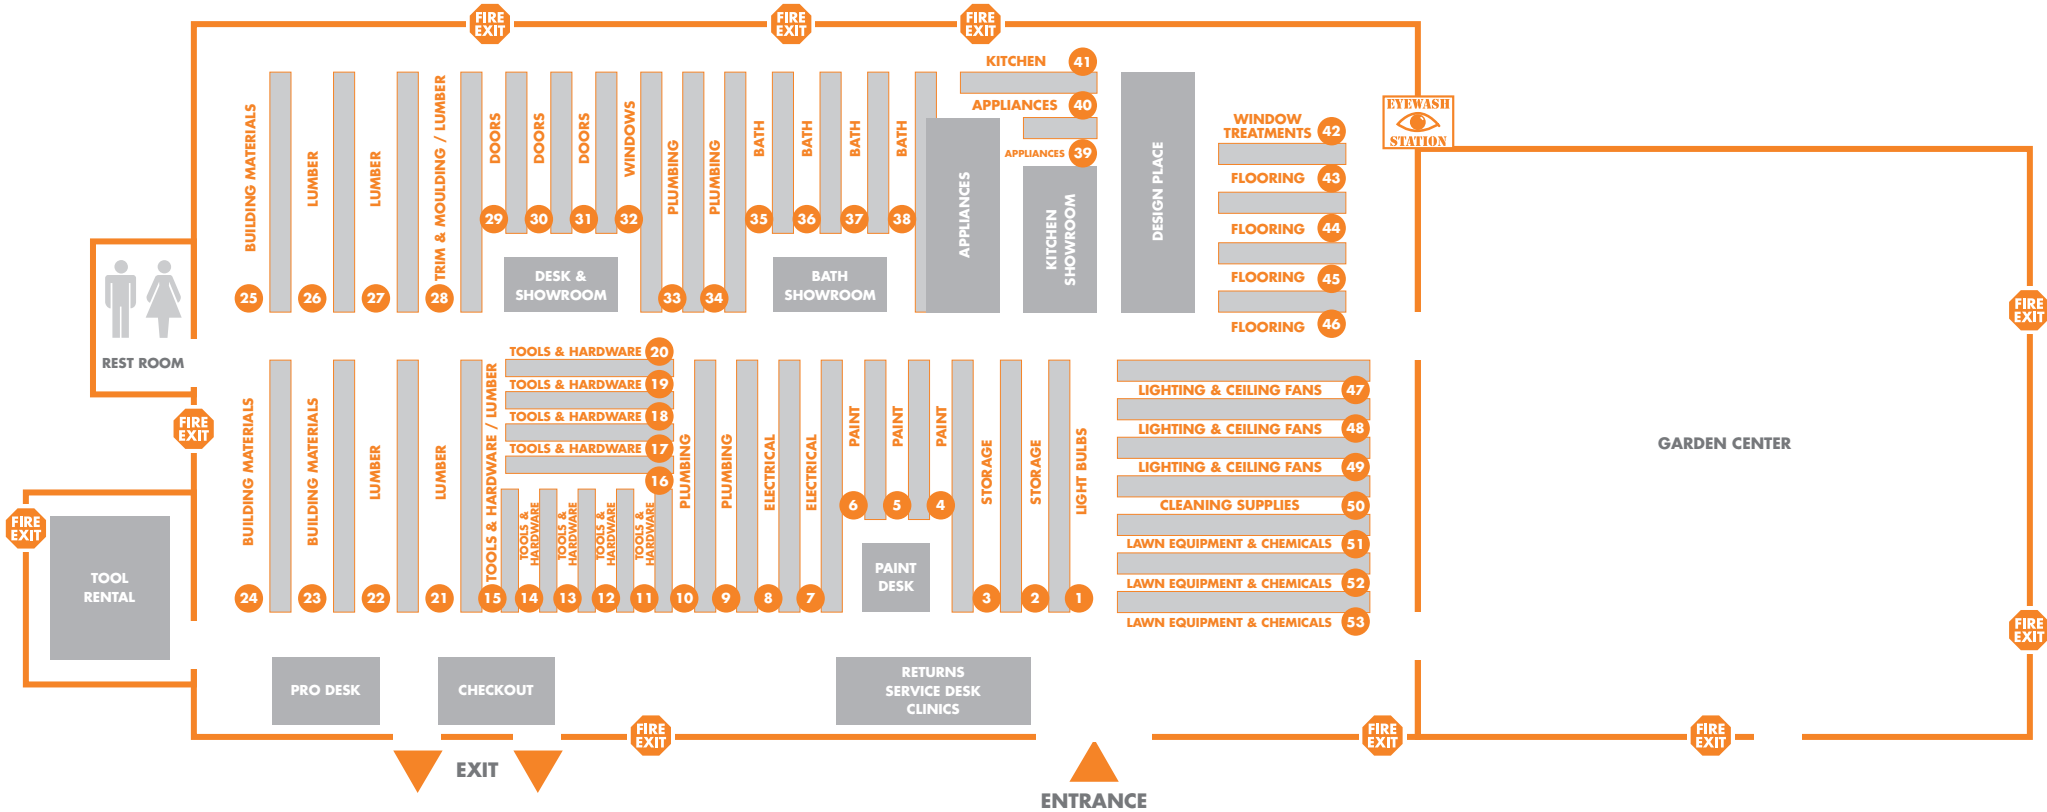 FIRE
EXIT
FIRE
EXIT
FIRE
EXIT
KITCHEN 41
APPLIANCES 40
APPLIANCES 39
BUILDING MATERIALS
25
LUMBER
26
LUMBER
27
TRIM & MOULDING / LUMBER
28
DOORS
29
DOORS
30
DOORS
31
WINDOWS
32
PLUMBING
33
PLUMBING
34
BATH
35
BATH
36
BATH
37
BATH
38
DESK &
SHOWROOM
BATH
SHOWROOM
APPLIANCES
KITCHEN
SHOWROOM
DESIGN PLACE
WINDOW
TREATMENTS 42
FLOORING 43
FLOORING 44
FLOORING 45
FLOORING 46
EYEWASH
STATION
REST ROOM
FIRE
EXIT
FIRE
EXIT
TOOL
RENTAL
BUILDING MATERIALS
24
BUILDING MATERIALS
23
LUMBER
22
LUMBER
21
TOOLS & HARDWARE / LUMBER
15
TOOLS & HARDWARE 20
TOOLS & HARDWARE 19
TOOLS & HARDWARE 18
TOOLS & HARDWARE 17
16
TOOLS &
HARDWARE
14
TOOLS &
HARDWARE
13
TOOLS &
HARDWARE
12
TOOLS &
HARDWARE
11
PLUMBING
10
PLUMBING
9
ELECTRICAL
8
ELECTRICAL
7
PAINT
6
PAINT
5
PAINT
4
PAINT
DESK
STORAGE
3
STORAGE
2
LIGHT BULBS
1
LIGHTING & CEILING FANS 47
LIGHTING & CEILING FANS 48
LIGHTING & CEILING FANS 49
CLEANING SUPPLIES 50
LAWN EQUIPMENT & CHEMICALS 51
LAWN EQUIPMENT & CHEMICALS 52
LAWN EQUIPMENT & CHEMICALS 53
GARDEN CENTER
FIRE
EXIT
FIRE
EXIT
PRO DESK
CHECKOUT
RETURNS
SERVICE DESK
CLINICS
FIRE
EXIT
FIRE
EXIT
FIRE
EXIT
EXIT
ENTRANCE